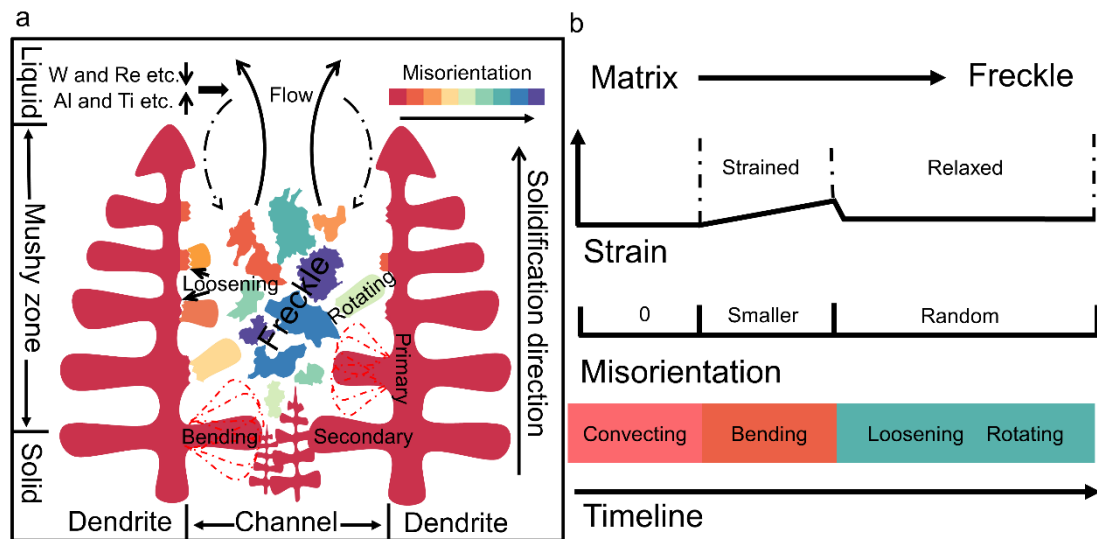 a
Liquid
W and Re etc.
Al and Ti etc.
Flow
Misorientation
Mushy zone
Solidification direction
Loosening
Freckle
Rotating
Primary
Bending
Secondary
Solid
Dendrite
Channel
Dendrite
b
Matrix
Freckle
Strained
Relaxed
Strain
0
Smaller
Random
Misorientation
Convecting
Bending
Loosening
Rotating
Timeline